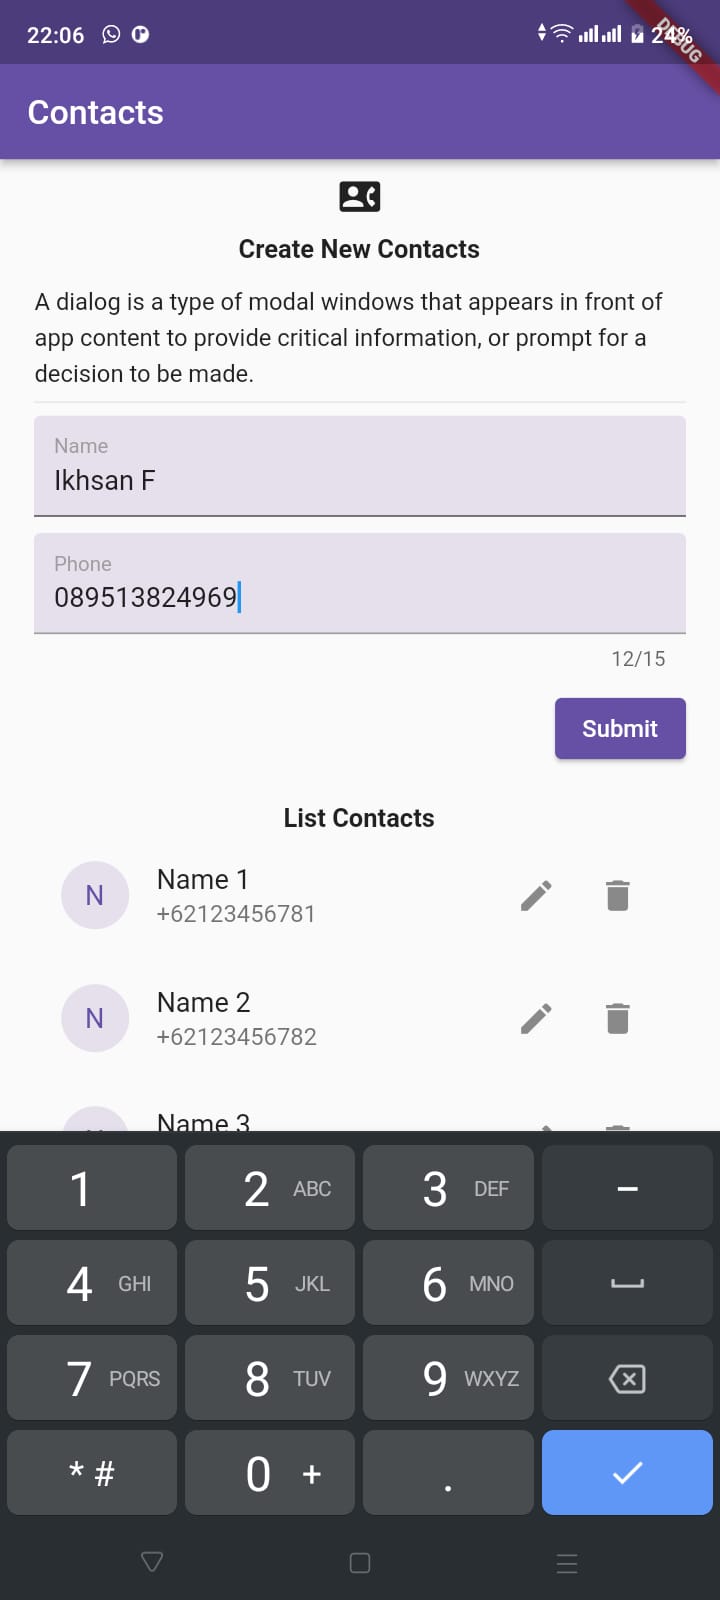 22:06
24%
DEBUG
Contacts
Create New Contacts
A dialog is a type of modal windows that appears in front of
app content to provide critical information, or prompt for a
decision to be made.
Name
Ikhsan F
Phone
089513824969
12/15
Submit
List Contacts
N
Name 1
+62123456781
N
Name 2
+62123456782
Name 3
1
2 ABC
3 DEF
–
4 GHI
5 JKL
6 MNO
7 PQRS
8 TUV
9 WXYZ
* #
0 +
.